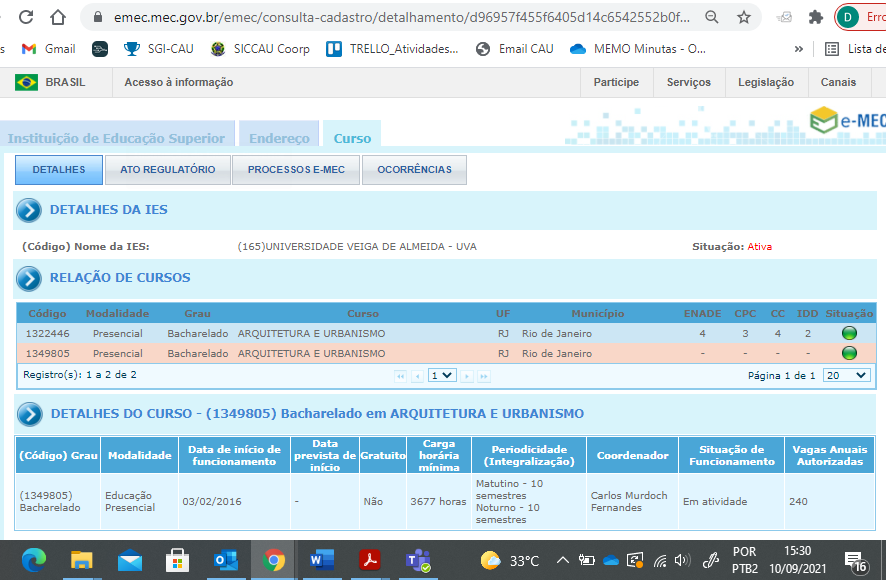 emec.mec.gov.br/emec/consulta-cadastro/detalhamento/d96957f455f6405d14c6542552b0f...
D Erro
s Gmail SGI-CAU SICCAU Coorp TRELLO_Atividades... Email CAU MEMO Minutas - O... » Lista de
BRASIL Acesso à informação Participe Serviços Legislação Canais
e-MEC
Instituição de Educação Superior Endereço Curso
DETALHES ATO REGULATÓRIO PROCESSOS E-MEC OCORRÊNCIAS
DETALHES DA IES
(Código) Nome da IES: (165)UNIVERSIDADE VEIGA DE ALMEIDA - UVA Situação: Ativa
RELAÇÃO DE CURSOS
Código Modalidade Grau Curso UF Município ENADE CPC CC IDD Situação
1322446 Presencial Bacharelado ARQUITETURA E URBANISMO RJ Rio de Janeiro 4 3 4 2
1349805 Presencial Bacharelado ARQUITETURA E URBANISMO RJ Rio de Janeiro - - - -
Registro(s): 1 a 2 de 2 1 Página 1 de 1 20
DETALHES DO CURSO - (1349805) Bacharelado em ARQUITETURA E URBANISMO
(Código) Grau Modalidade Data de início de funcionamento Data prevista de início Gratuito Carga horária mínima Periodicidade (Integralização) Coordenador Situação de Funcionamento Vagas Anuais Autorizadas
(1349805) Bacharelado Educação Presencial 03/02/2016 - Não 3677 horas Matutino - 10 semestres Noturno - 10 semestres Carlos Murdoch Fernandes Em atividade 240
33°C POR 15:30
PTB2 10/09/2021 16